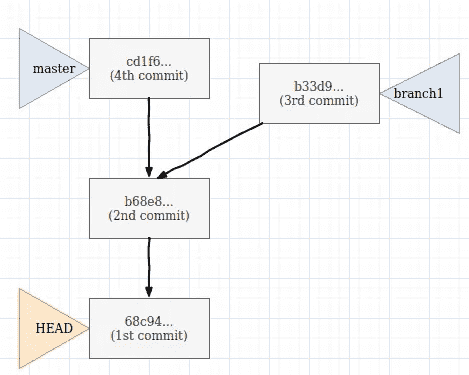 master
cd1f6...
(4th commit)
b33d9...
(3rd commit)
branch1
b68e8...
(2nd commit)
HEAD
68c94...
(1st commit)